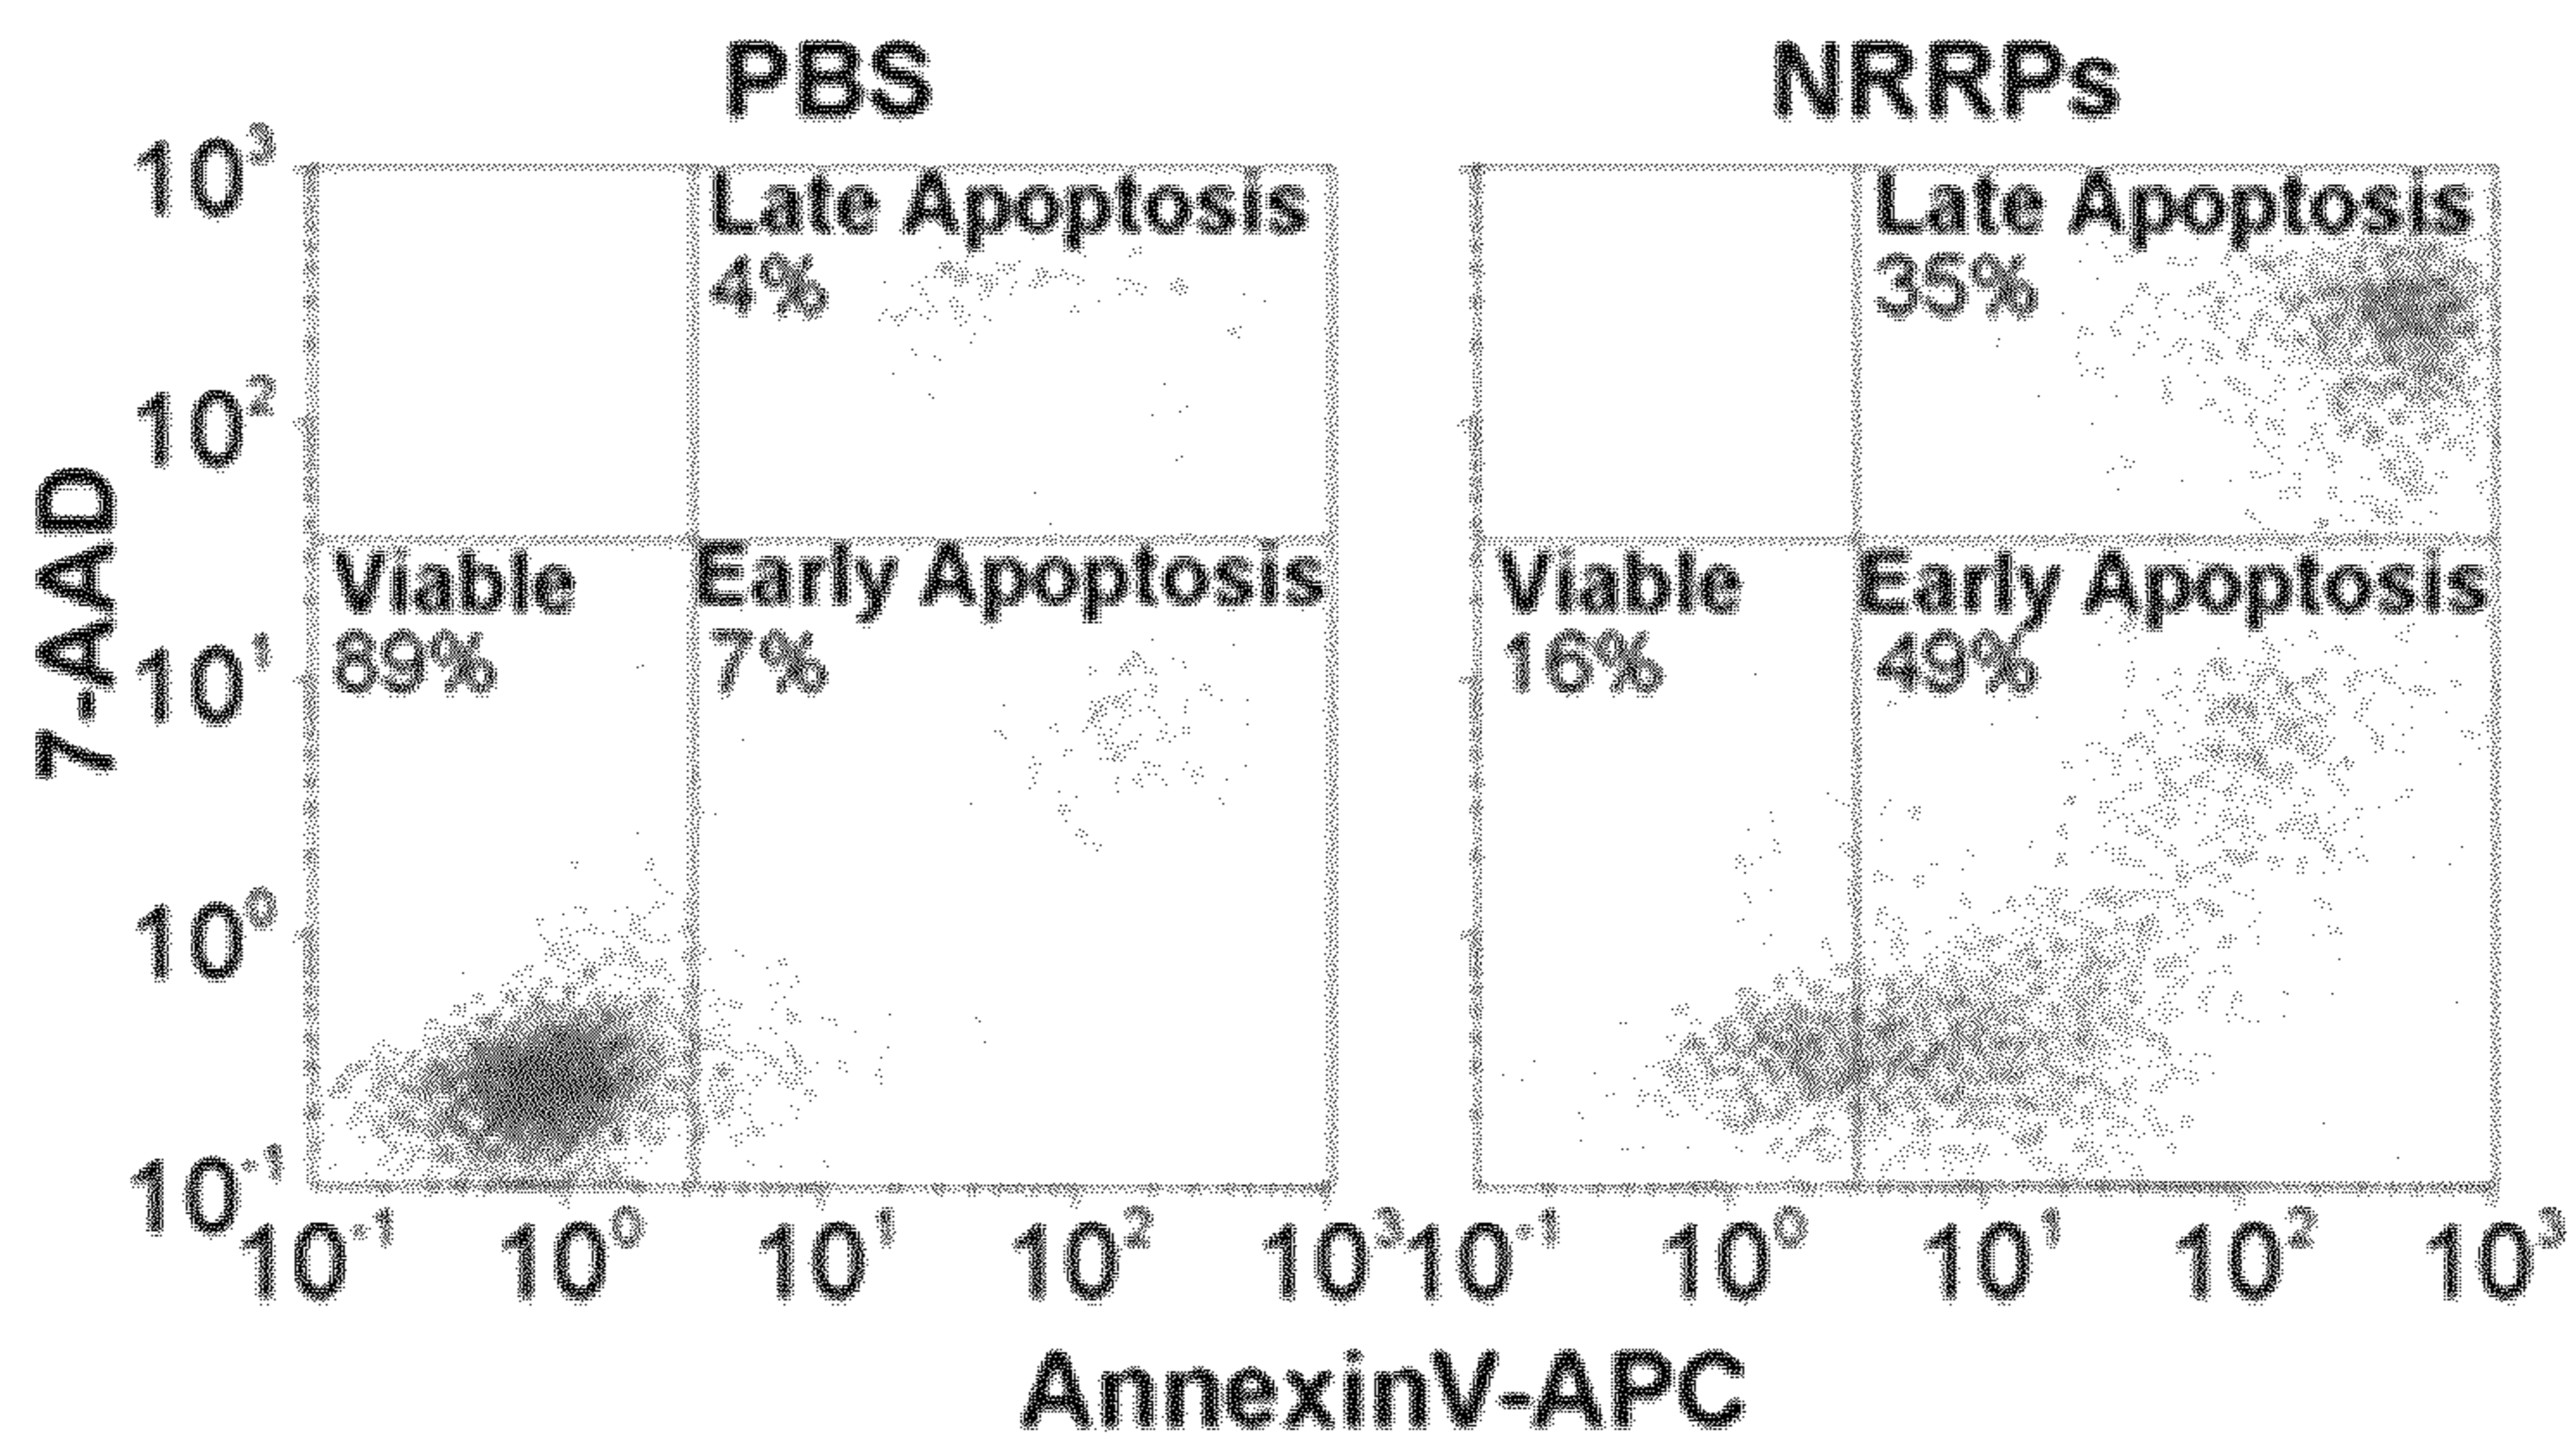 PBS
NRRPs
7-AAD
10³
10²
10¹
10⁰
10⁻¹
Late Apoptosis
4%
Viable
89%
Early Apoptosis
7%
Late Apoptosis
35%
Viable
16%
Early Apoptosis
49%
10⁻¹ 10⁰ 10¹ 10² 10³
10⁻¹ 10⁰ 10¹ 10² 10³
AnnexinV-APC